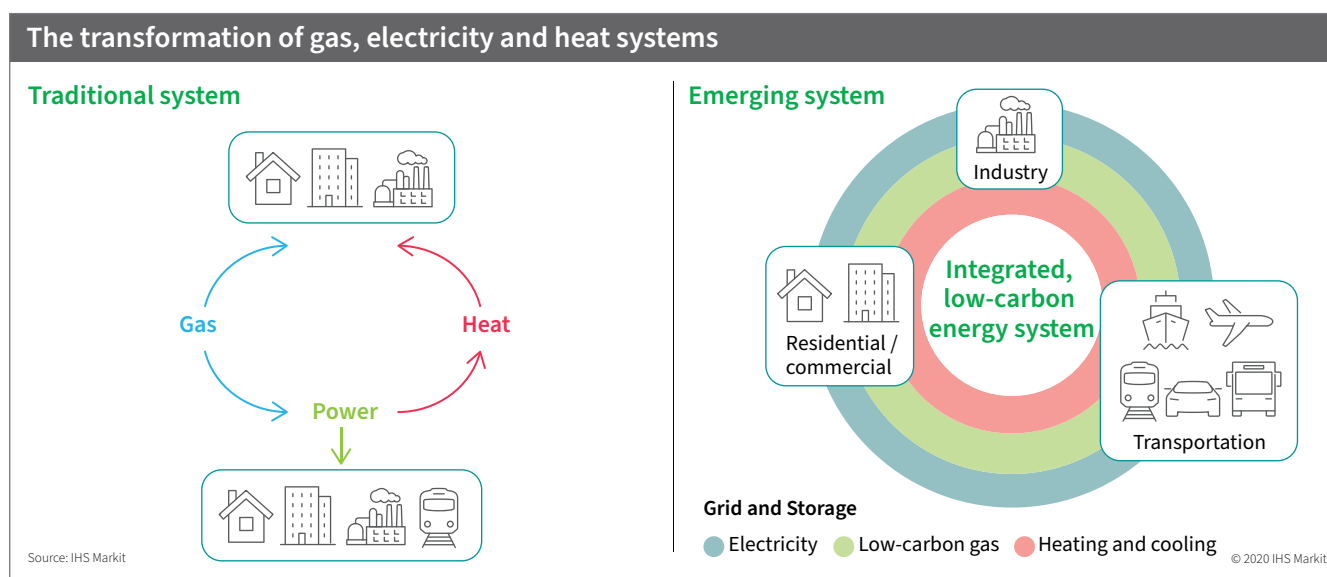 The transformation of gas, electricity and heat systems
Traditional system
Gas
Heat
Power
Source: IHS Markit
Emerging system
Industry
Integrated,
low-carbon
energy system
Residential /
commercial
Transportation
Grid and Storage
Electricity
Low-carbon gas
Heating and cooling
© 2020 IHS Markit